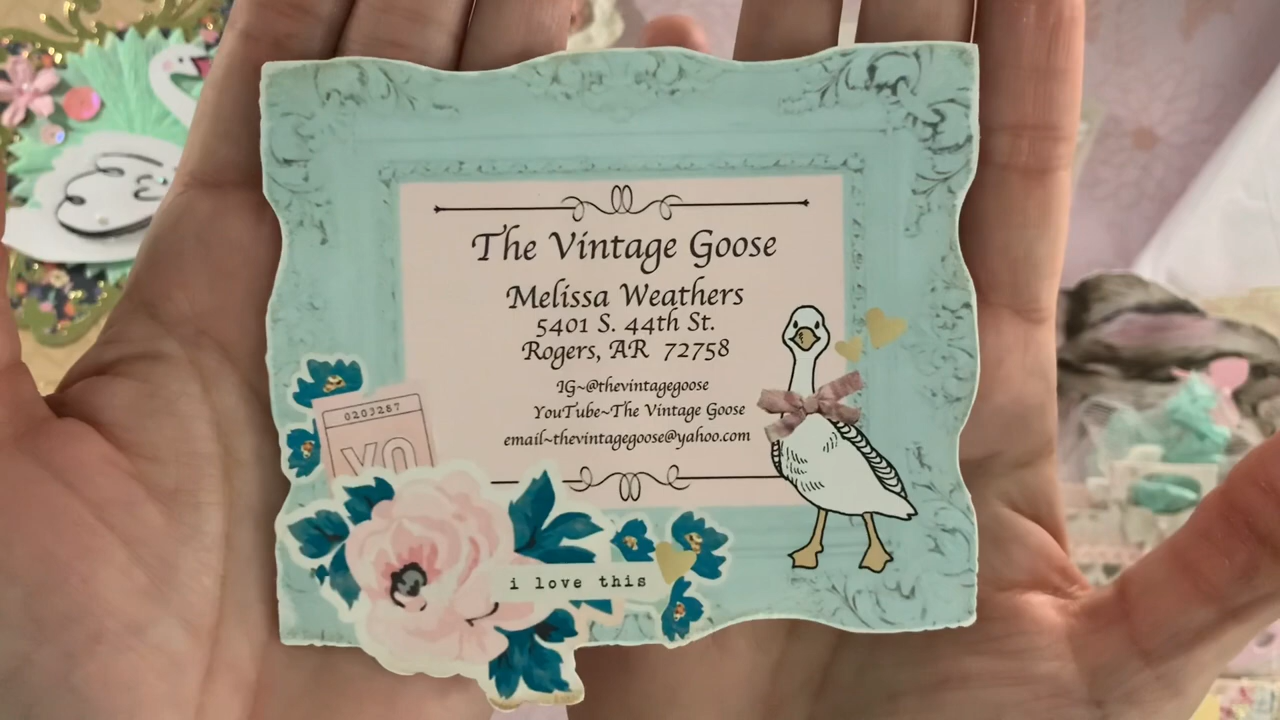 The Vintage Goose
Melissa Weathers
5401 S. 44th St.
Rogers, AR 72758
IG~@thevintagegoose
YouTube~The Vintage Goose
email~thevintagegoose@yahoo.com
0203287
i love this